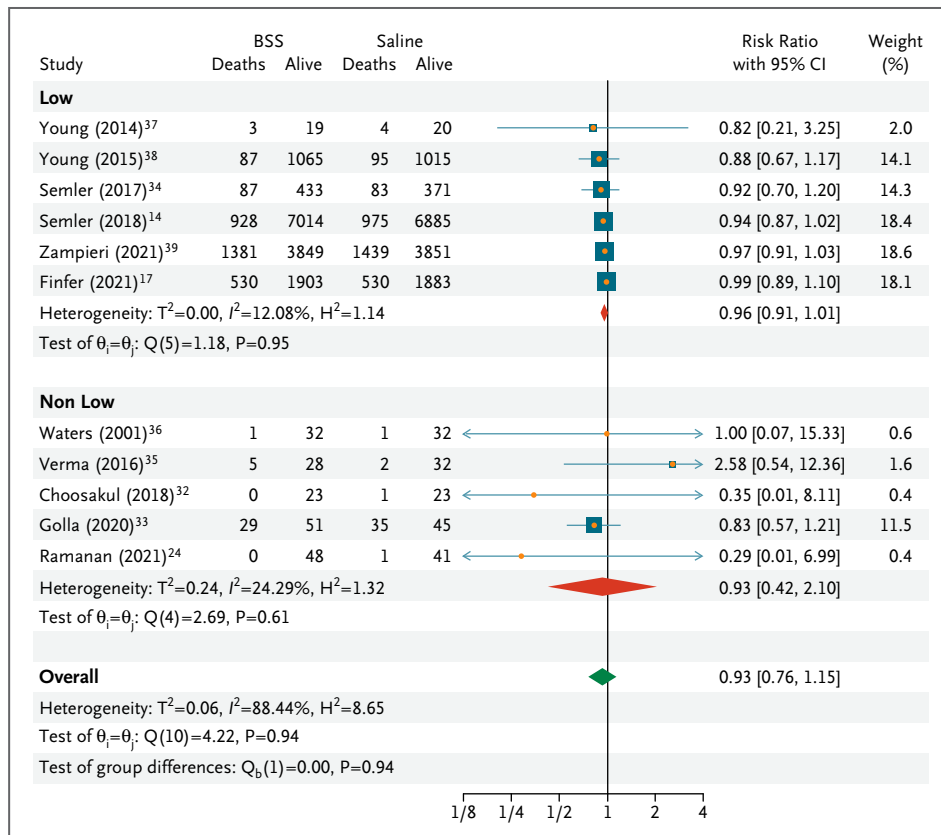 BSS Saline Risk Ratio Weight
Study Deaths Alive Deaths Alive with 95% CI (%)
Low
Young (2014)37 3 19 4 20 0.82 [0.21, 3.25] 2.0
Young (2015)38 87 1065 95 1015 0.88 [0.67, 1.17] 14.1
Semler (2017)34 87 433 83 371 0.92 [0.70, 1.20] 14.3
Semler (2018)14 928 7014 975 6885 0.94 [0.87, 1.02] 18.4
Zampieri (2021)39 1381 3849 1439 3851 0.97 [0.91, 1.03] 18.6
Finfer (2021)17 530 1903 530 1883 0.99 [0.89, 1.10] 18.1
Heterogeneity: T²=0.00, I²=12.08%, H²=1.14 0.96 [0.91, 1.01]
Test of θi=θj: Q(5)=1.18, P=0.95
Non Low
Waters (2001)36 1 32 1 32 1.00 [0.07, 15.33] 0.6
Verma (2016)35 5 28 2 32 2.58 [0.54, 12.36] 1.6
Choosakul (2018)32 0 23 1 23 0.35 [0.01, 8.11] 0.4
Golla (2020)33 29 51 35 45 0.83 [0.57, 1.21] 11.5
Ramanan (2021)24 0 48 1 41 0.29 [0.01, 6.99] 0.4
Heterogeneity: T²=0.24, I²=24.29%, H²=1.32 0.93 [0.42, 2.10]
Test of θi=θj: Q(4)=2.69, P=0.61
Overall 0.93 [0.76, 1.15]
Heterogeneity: T²=0.06, I²=88.44%, H²=8.65
Test of θi=θj: Q(10)=4.22, P=0.94
Test of group differences: Qb(1)=0.00, P=0.94
1/8 1/4 1/2 1 2 4